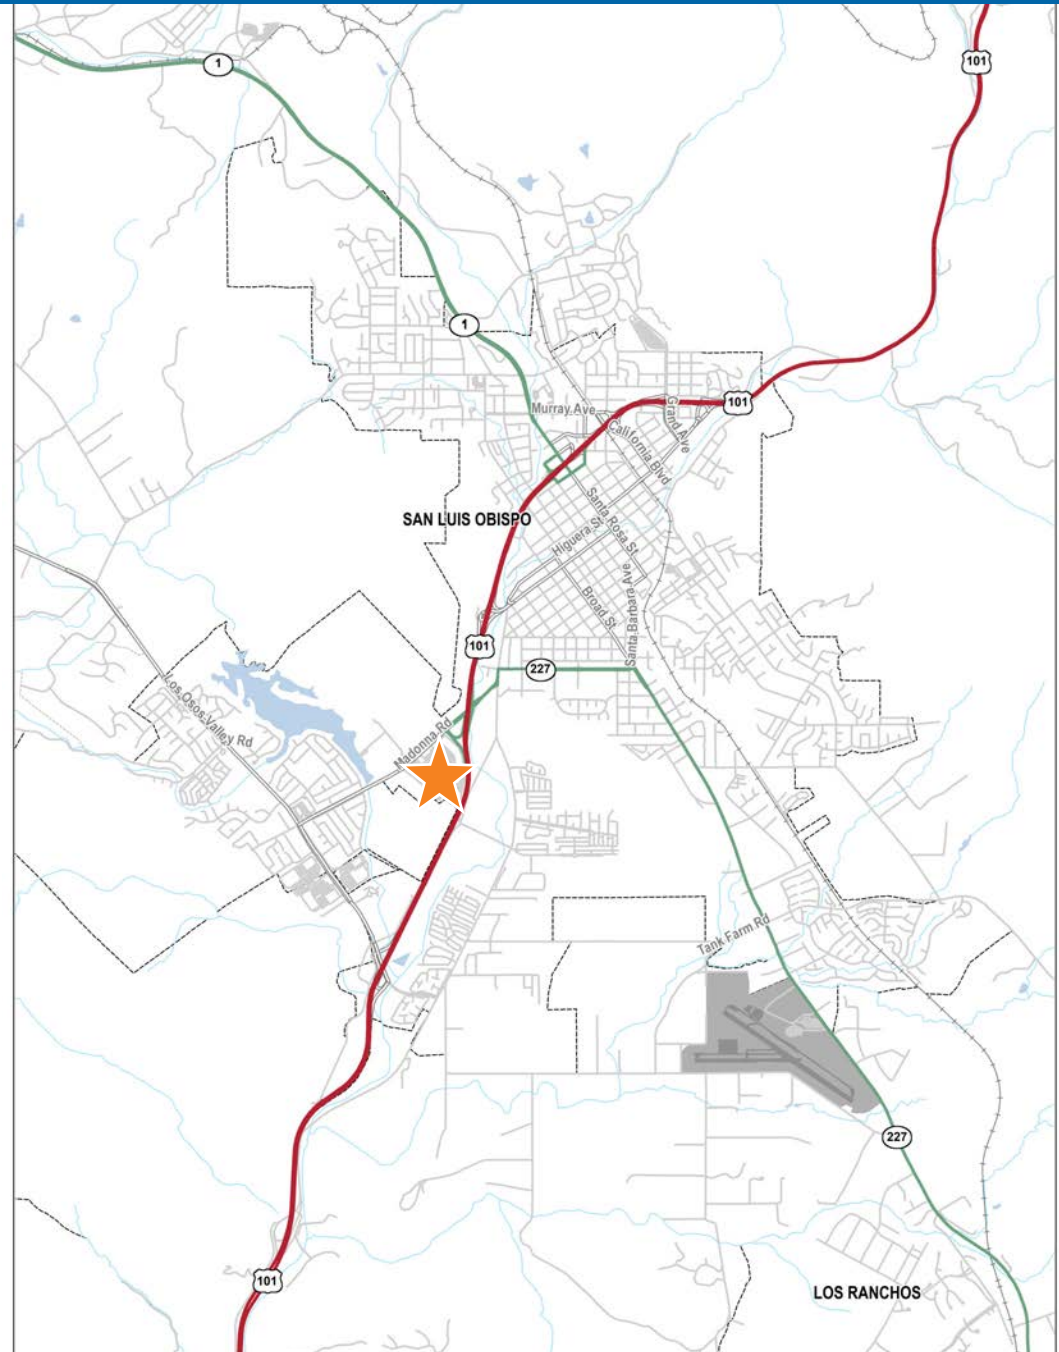 1
101
1
101
Murray Ave
Grand Ave
California Blvd
SAN LUIS OBISPO
Santa Rosa St
Higuera St
Broad St
Santa Barbara Ave
101
227
Los Osos Valley Rd
Madonna Rd
Tank Farm Rd
227
101
LOS RANCHOS